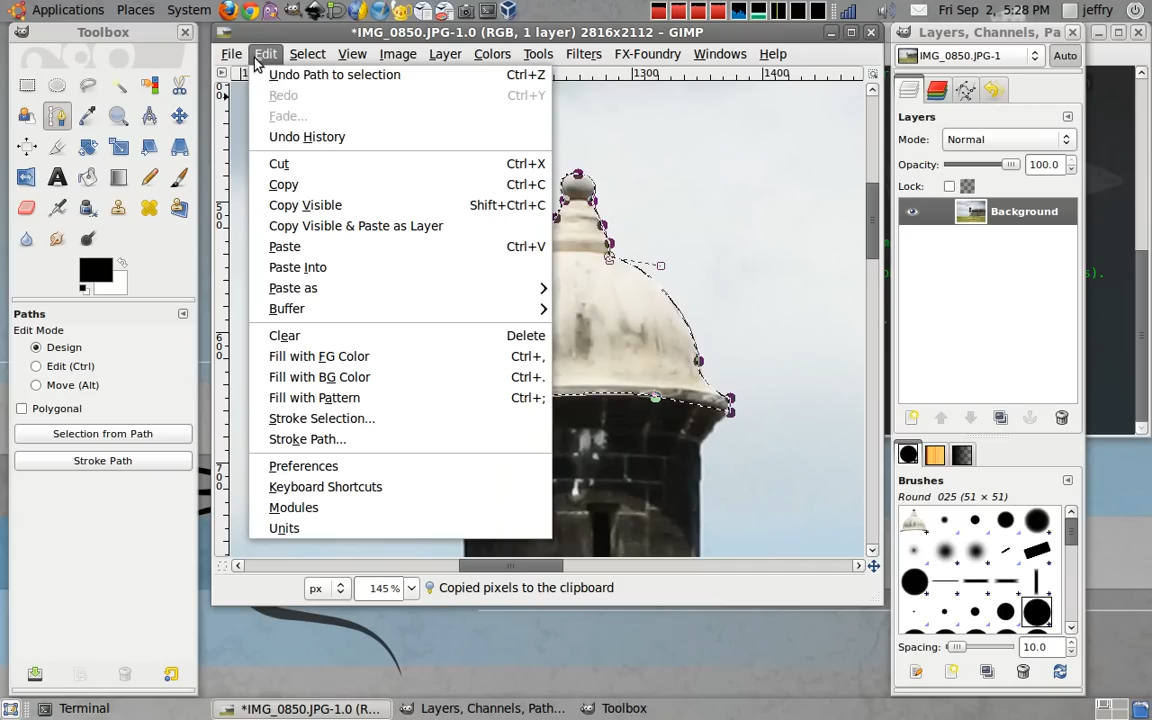 Applications Places System Fri Sep 2, 5:28 PM jeffry
Toolbox
*IMG_0850.JPG-1.0 (RGB, 1 layer) 2816x2112 – GIMP
Layers, Channels, Pa
File Edit Select View Image Layer Colors Tools Filters FX-Foundry Windows Help
IMG_0850.JPG-1 Auto
1300 1400
Undo Path to selection Ctrl+Z
Redo Ctrl+Y
Fade...
Undo History
Cut Ctrl+X
Copy Ctrl+C
Copy Visible Shift+Ctrl+C
Copy Visible & Paste as Layer
Paste Ctrl+V
Paste Into
Paste as
Buffer
Clear Delete
Fill with FG Color Ctrl+,
Fill with BG Color Ctrl+.
Fill with Pattern Ctrl+;
Stroke Selection...
Stroke Path...
Preferences
Keyboard Shortcuts
Modules
Units
Paths
Edit Mode
Design
Edit (Ctrl)
Move (Alt)
Polygonal
Selection from Path
Stroke Path
Layers
Mode: Normal
Opacity: 100.0
Lock:
Background
Brushes
Round 025 (51 × 51)
Spacing: 10.0
px 145 % Copied pixels to the clipboard
Terminal *IMG_0850.JPG-1.0 (R... Layers, Channels, Path... Toolbox